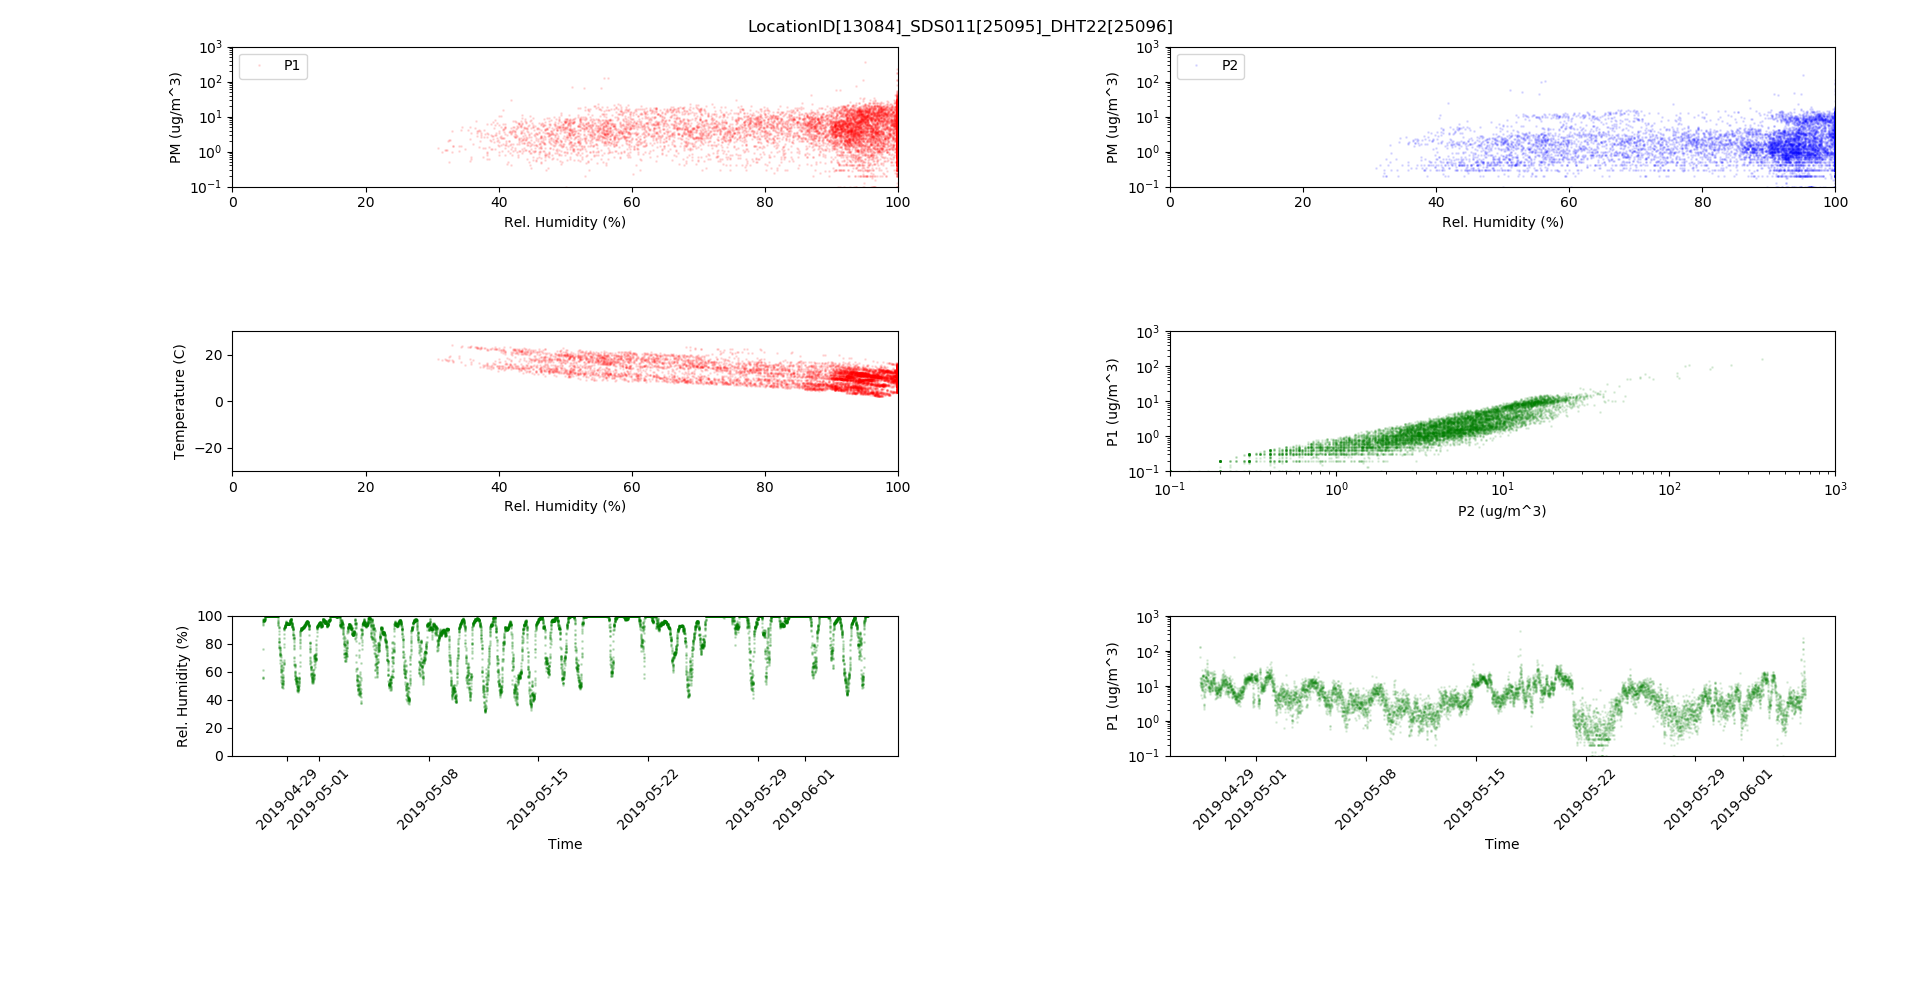 LocationID[13084]_SDS011[25095]_DHT22[25096]
10^3
10^2
10^1
10^0
10^-1
PM (ug/m^3)
P1
0 20 40 60 80 100
Rel. Humidity (%)
10^3
10^2
10^1
10^0
10^-1
PM (ug/m^3)
P2
0 20 40 60 80 100
Rel. Humidity (%)
20
0
−20
Temperature (C)
0 20 40 60 80 100
Rel. Humidity (%)
10^3
10^2
10^1
10^0
10^-1
P1 (ug/m^3)
10^-1 10^0 10^1 10^2 10^3
P2 (ug/m^3)
100
80
60
40
20
0
Rel. Humidity (%)
2019-04-29 2019-05-01 2019-05-08 2019-05-15 2019-05-22 2019-05-29 2019-06-01
Time
10^3
10^2
10^1
10^0
10^-1
P1 (ug/m^3)
2019-04-29 2019-05-01 2019-05-08 2019-05-15 2019-05-22 2019-05-29 2019-06-01
Time